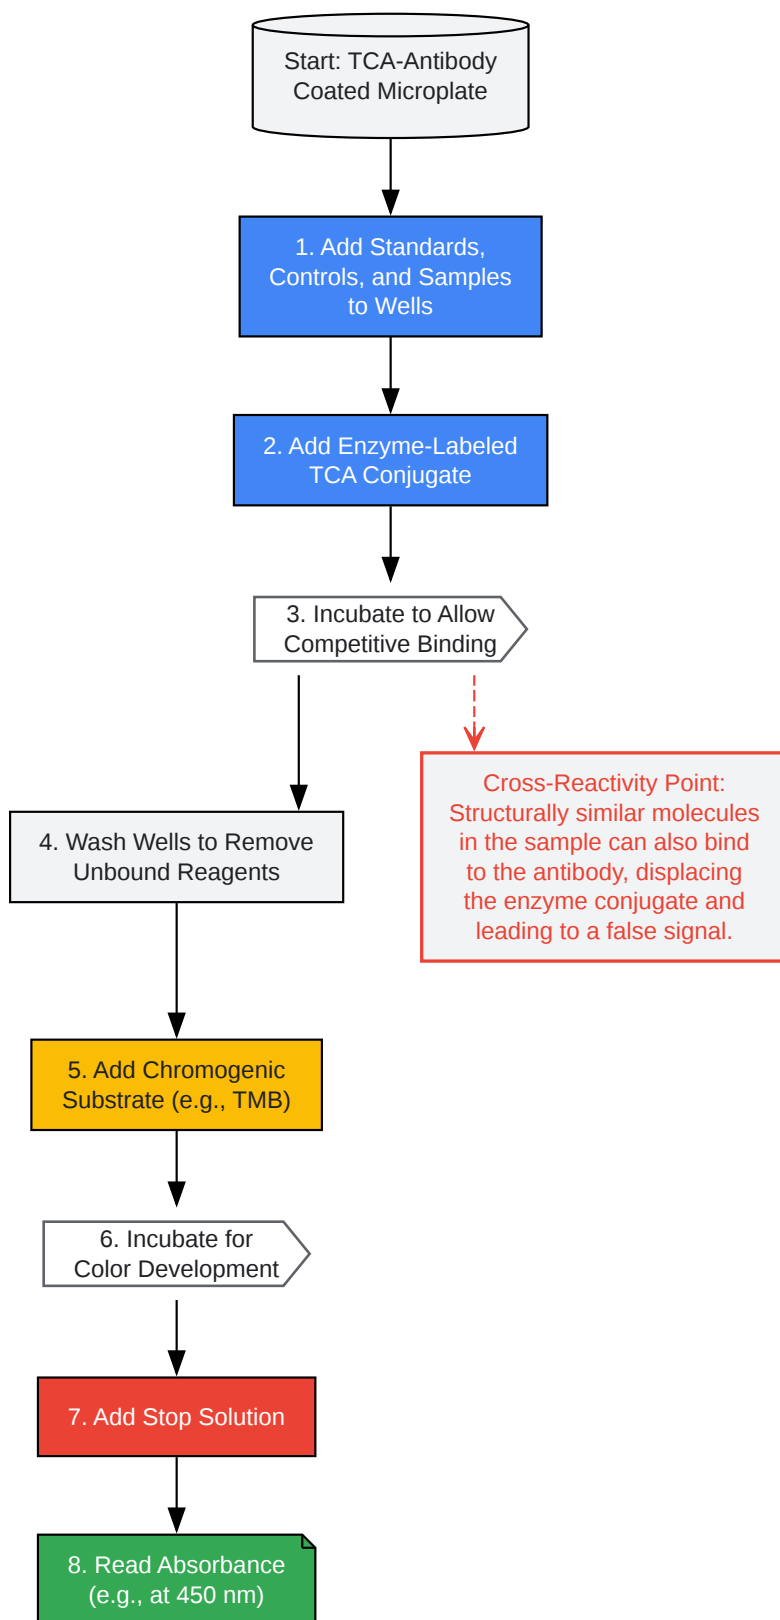 Start: TCA-Antibody
Coated Microplate
1. Add Standards,
Controls, and Samples
to Wells
2. Add Enzyme-Labeled
TCA Conjugate
3. Incubate to Allow
Competitive Binding
Cross-Reactivity Point:
Structurally similar molecules
in the sample can also bind
to the antibody, displacing
the enzyme conjugate and
leading to a false signal.
4. Wash Wells to Remove
Unbound Reagents
5. Add Chromogenic
Substrate (e.g., TMB)
6. Incubate for
Color Development
7. Add Stop Solution
8. Read Absorbance
(e.g., at 450 nm)